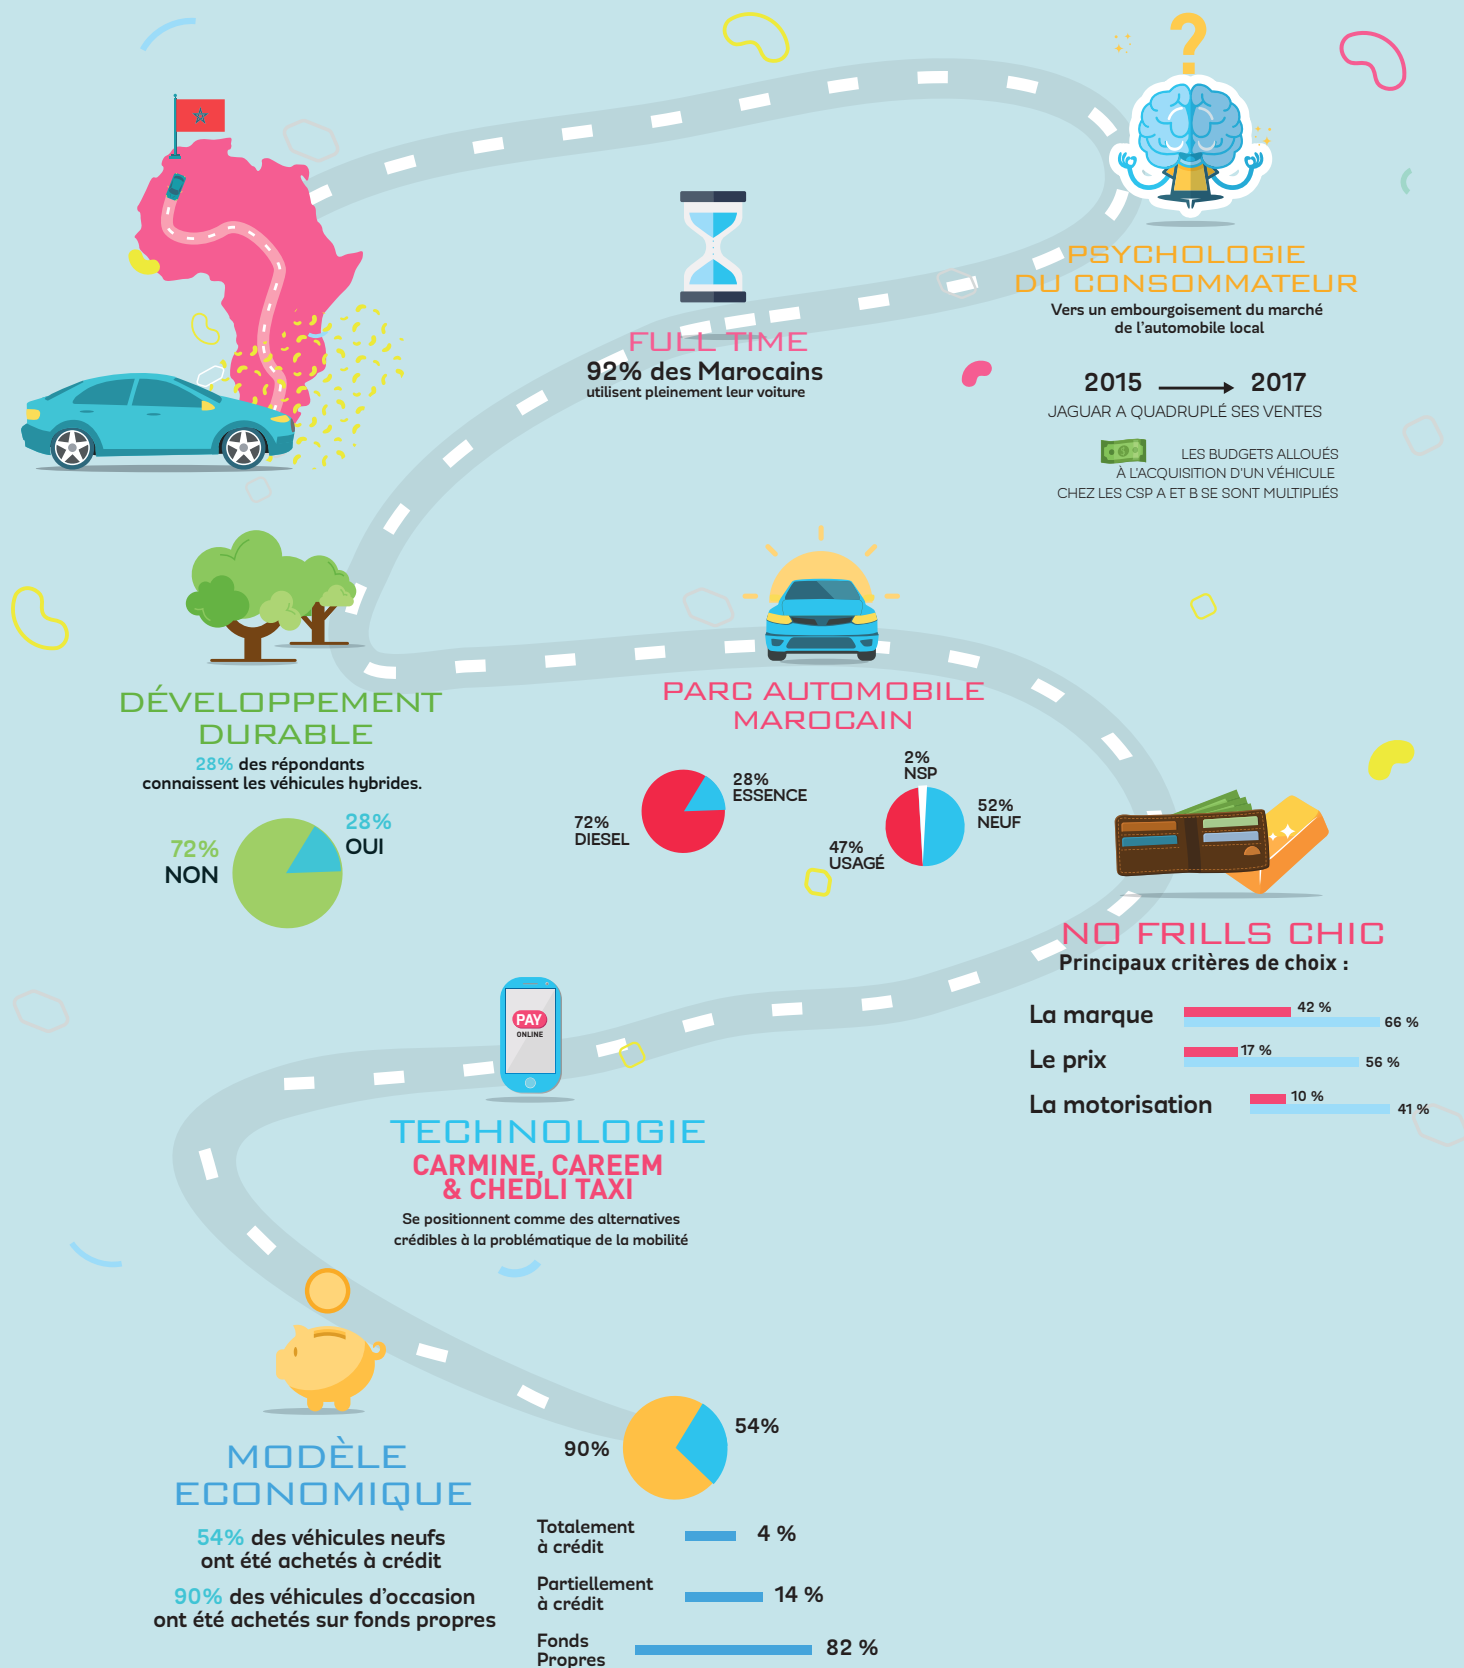 ?
PSYCHOLOGIE
DU CONSOMMATEUR
Vers un embourgoisement du marché
de l'automobile local
2015
2017
JAGUAR A QUADRUPLÉ SES VENTES
LES BUDGETS ALLOUÉS
À L'ACQUISITION D'UN VÉHICULE
CHEZ LES CSP A ET B SE SONT MULTIPLIÉS
FULL TIME
92% des Marocains
utilisent pleinement leur voiture
DÉVELOPPEMENT
DURABLE
28% des répondants
connaissent les véhicules hybrides.
28%
OUI
72%
NON
PARC AUTOMOBILE
MAROCAIN
28%
ESSENCE
72%
DIESEL
2%
NSP
52%
NEUF
47%
USAGÉ
NO FRILLS CHIC
Principaux critères de choix :
La marque
42 %
66 %
Le prix
17 %
56 %
La motorisation
10 %
41 %
PAY
ONLINE
TECHNOLOGIE
CARMINE, CAREEM
& CHEDLI TAXI
Se positionnent comme des alternatives
crédibles à la problématique de la mobilité
MODÈLE
ECONOMIQUE
54% des véhicules neufs
ont été achetés à crédit
90% des véhicules d'occasion
ont été achetés sur fonds propres
54%
90%
Totalement
à crédit
4 %
Partiellement
à crédit
14 %
Fonds
Propres
82 %